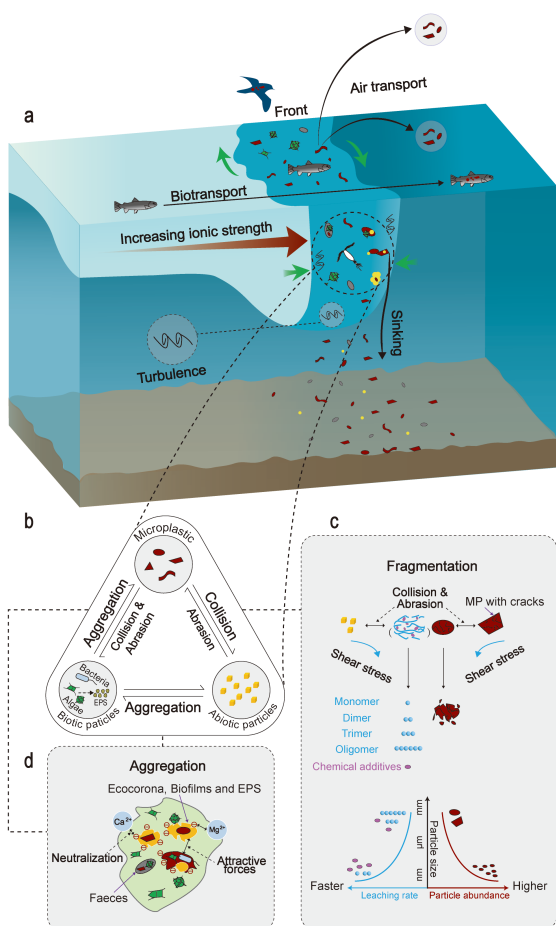 a
Front
Air transport
Biotransport
Increasing ionic strength
Sinking
Turbulence
b
Microplastic
Aggregation
Collision &
Abrasion
Collision
Abrasion
Bacteria
Algae
EPS
Biotic paticles
Aggregation
Abiotic particles
c
Fragmentation
Collision &
Abrasion
MP with cracks
Shear stress
Shear stress
Monomer
Dimer
Trimer
Oligomer
Chemical additives
mm
μm
nm
Particle size
Faster
Leaching rate
Particle abundance
Higher
d
Aggregation
Ecocorona, Biofilms and EPS
Ca2+
Mg2+
Neutralization
Attractive
forces
Faeces